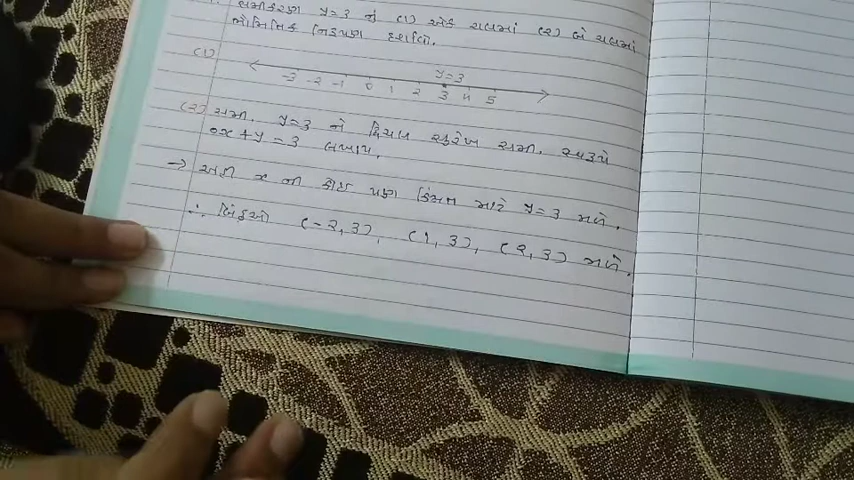 સમીકરણ y=3 નું (1) એક ચલમાં (2) બે ચલમાં
ભૌમિતિક નિરૂપણ દર્શાવો.
(1)
y=3
-3 -2 -1 0 1 2 3 4 5
(2) સમી. y=3 ને દ્વિચલ સુરેખ સમી. સ્વરૂપે
0x+y=3 લખાય.
→ અહીં x ની કોઈ પણ કિંમત માટે y=3 મળે.
∴ બિંદુઓ (-2,3), (1,3), (2,3) મળે.